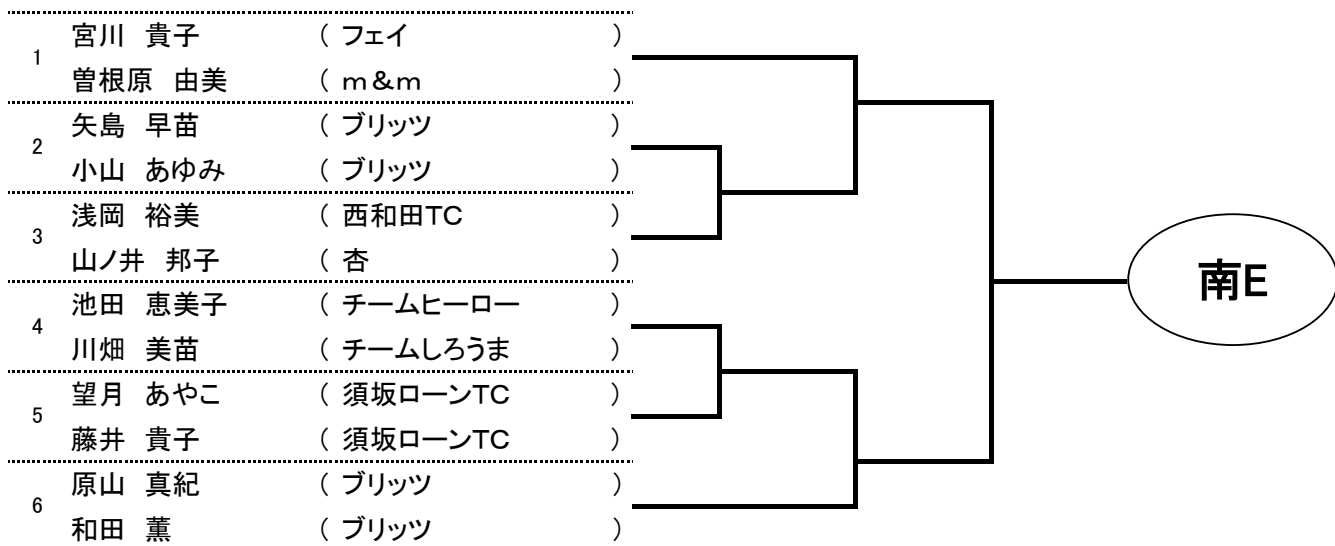 1
宮川 貴子 ( フェイ )
曽根原 由美 ( m&m )
2
矢島 早苗 ( ブリッツ )
小山 あゆみ ( ブリッツ )
3
浅岡 裕美 ( 西和田TC )
山ノ井 邦子 ( 杏 )
4
池田 恵美子 ( チームヒーロー )
川畑 美苗 ( チームしろうま )
5
望月 あやこ ( 須坂ローンTC )
藤井 貴子 ( 須坂ローンTC )
6
原山 真紀 ( ブリッツ )
和田 薫 ( ブリッツ )
南E